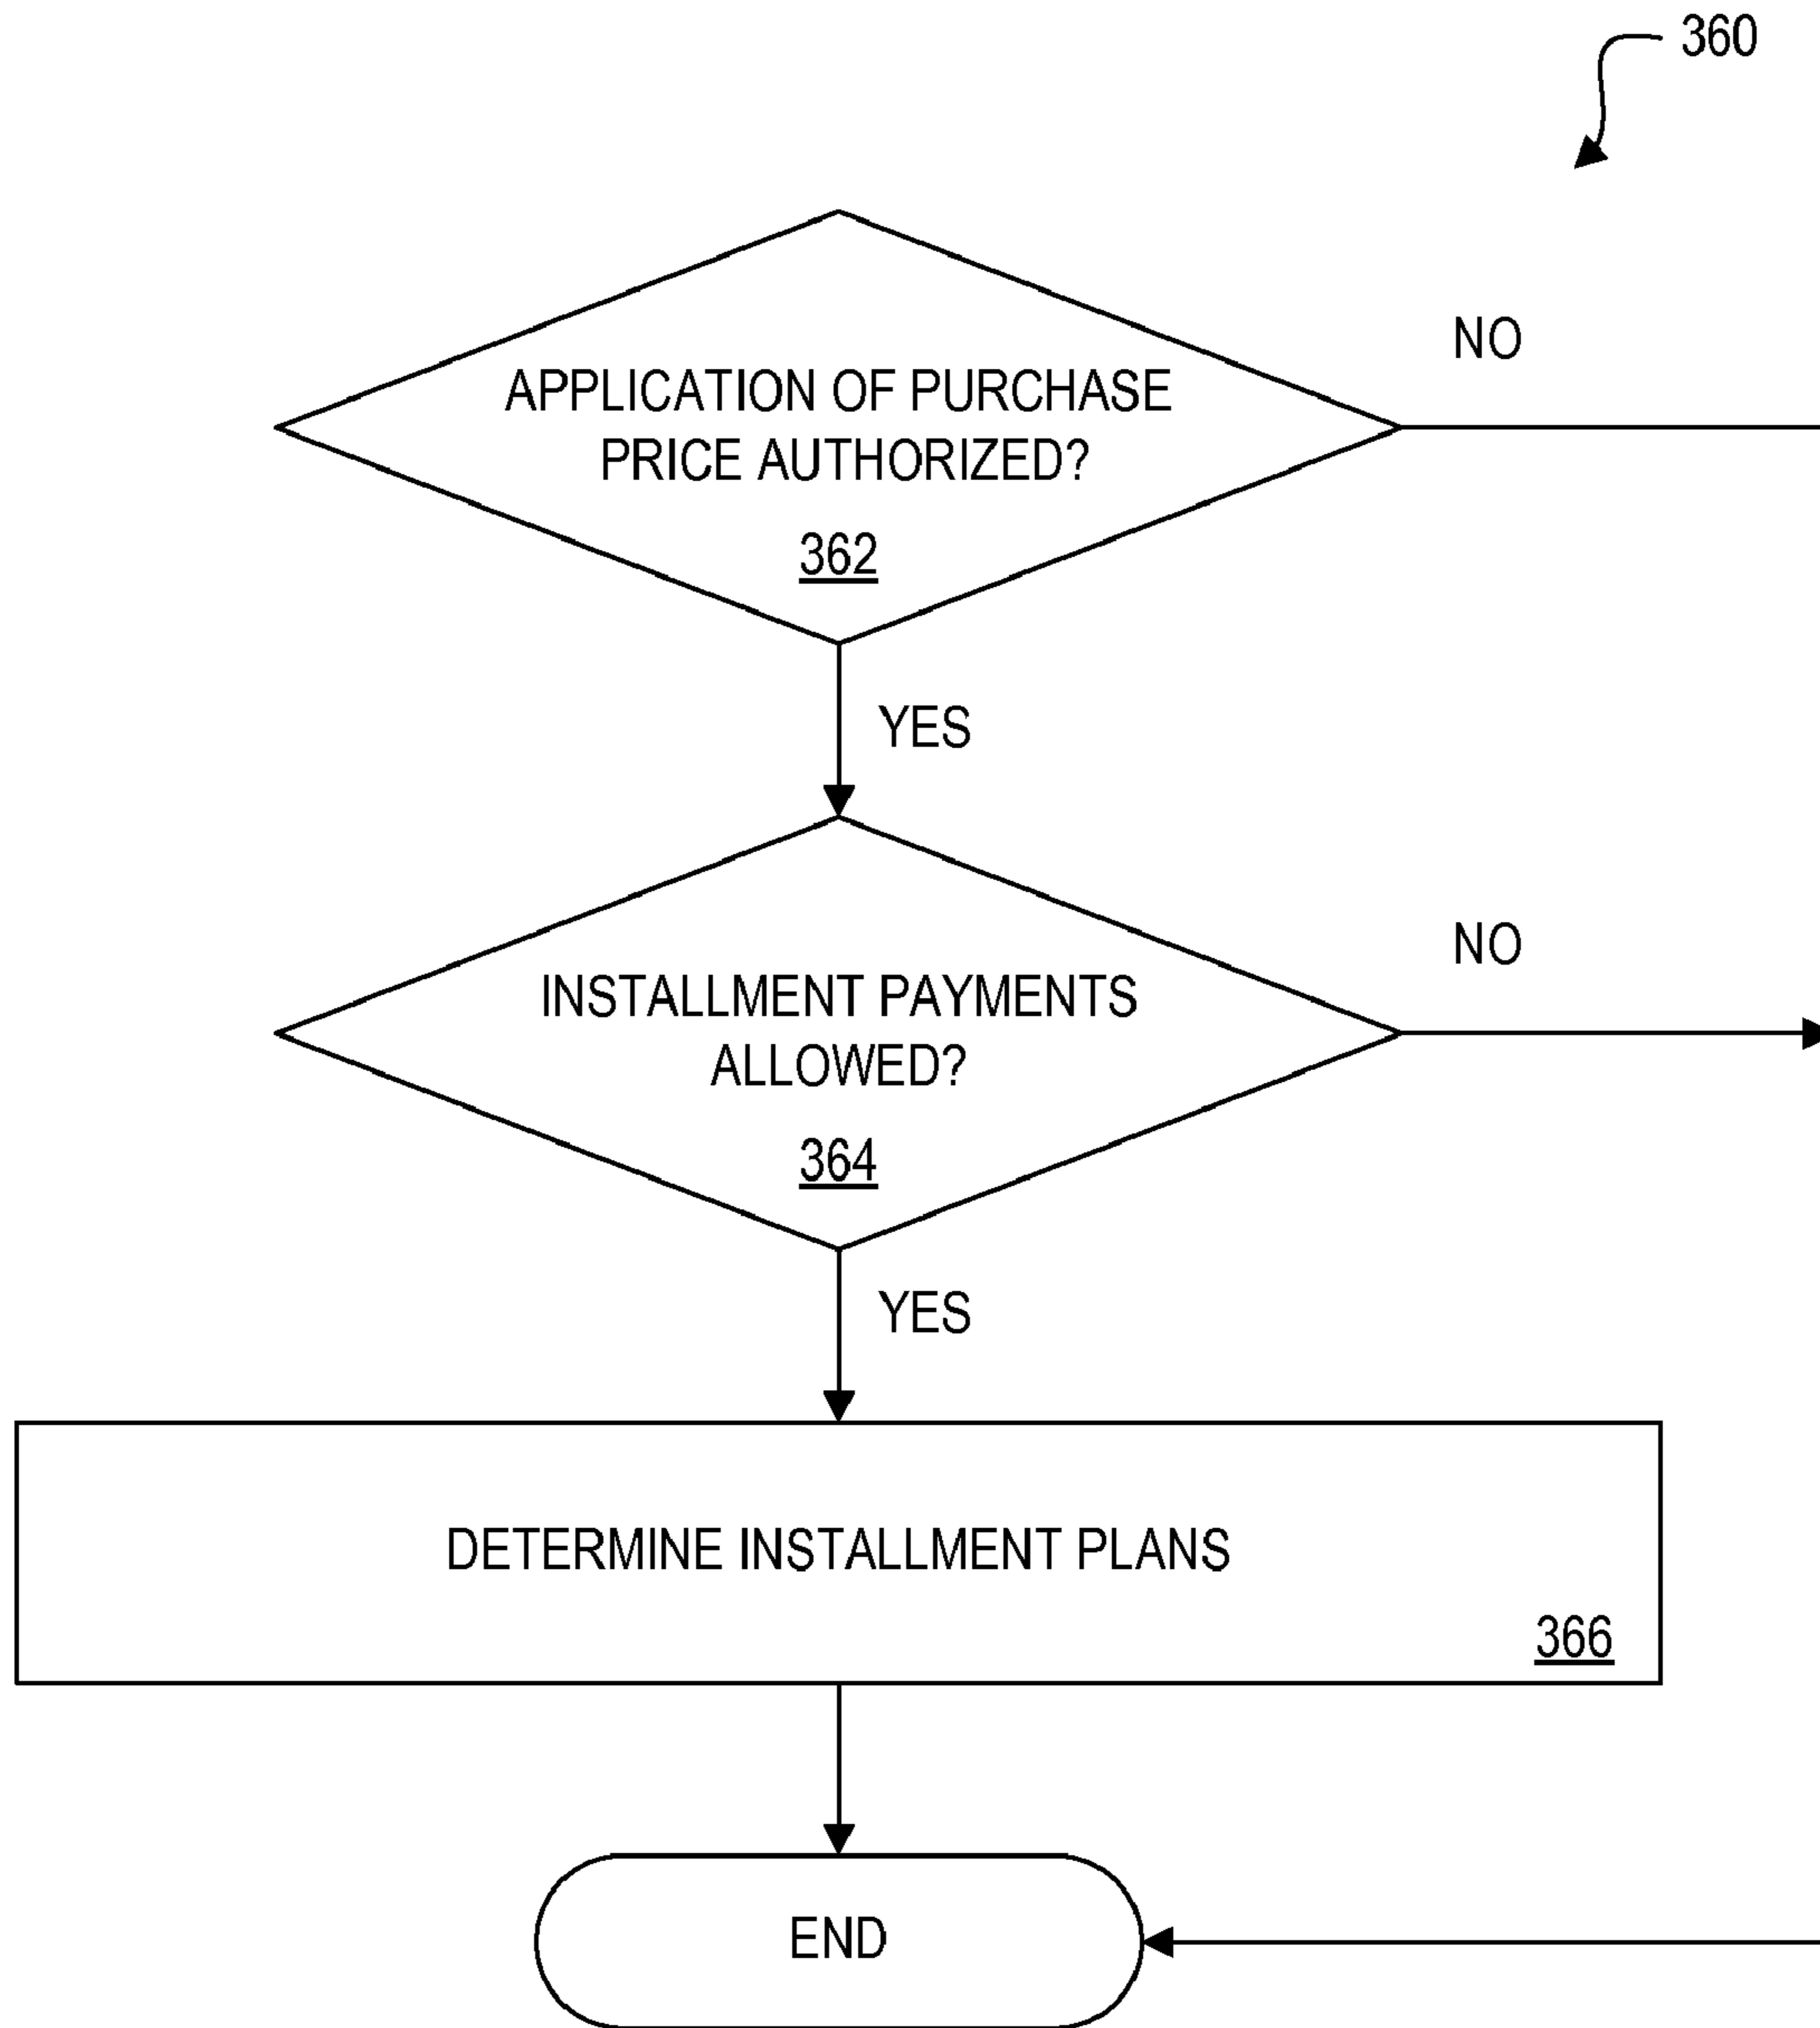 360
APPLICATION OF PURCHASE
PRICE AUTHORIZED?
362
NO
YES
INSTALLMENT PAYMENTS
ALLOWED?
364
NO
YES
DETERMINE INSTALLMENT PLANS
366
END